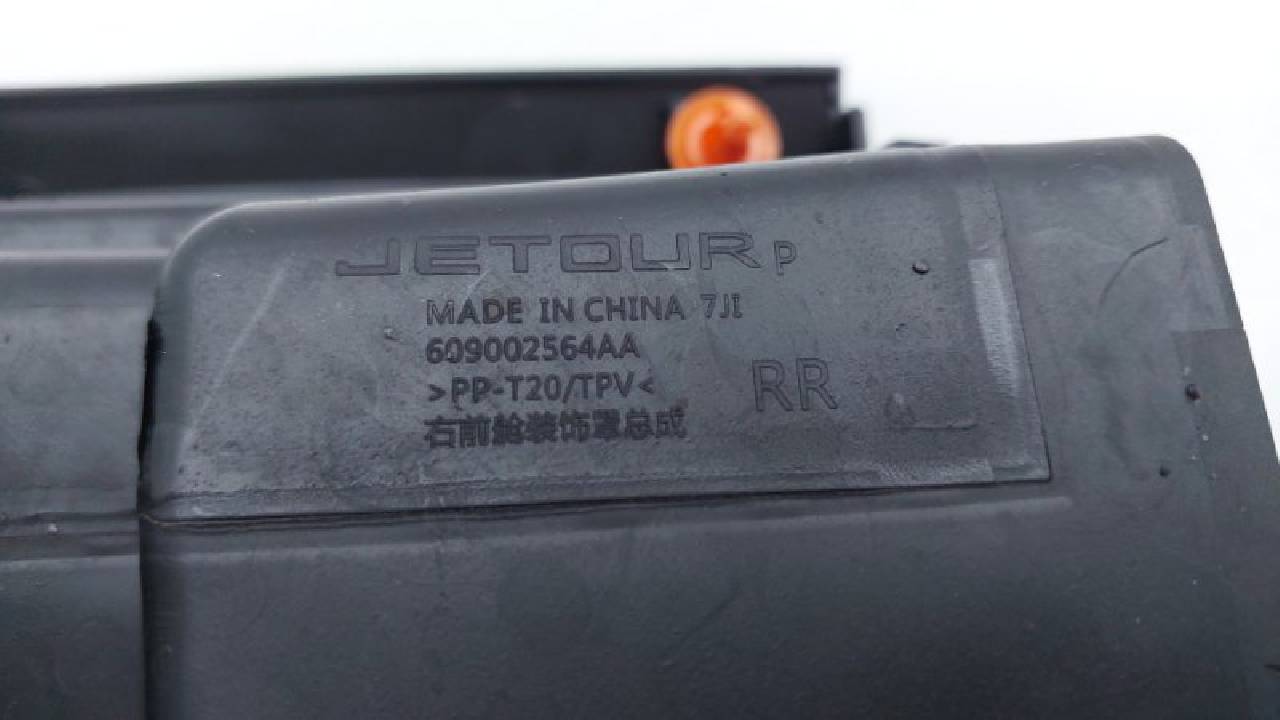 JETOUR P
MADE IN CHINA 7JI
609002564AA
>PP-T20/TPV<
RR
右前舱装饰罩总成